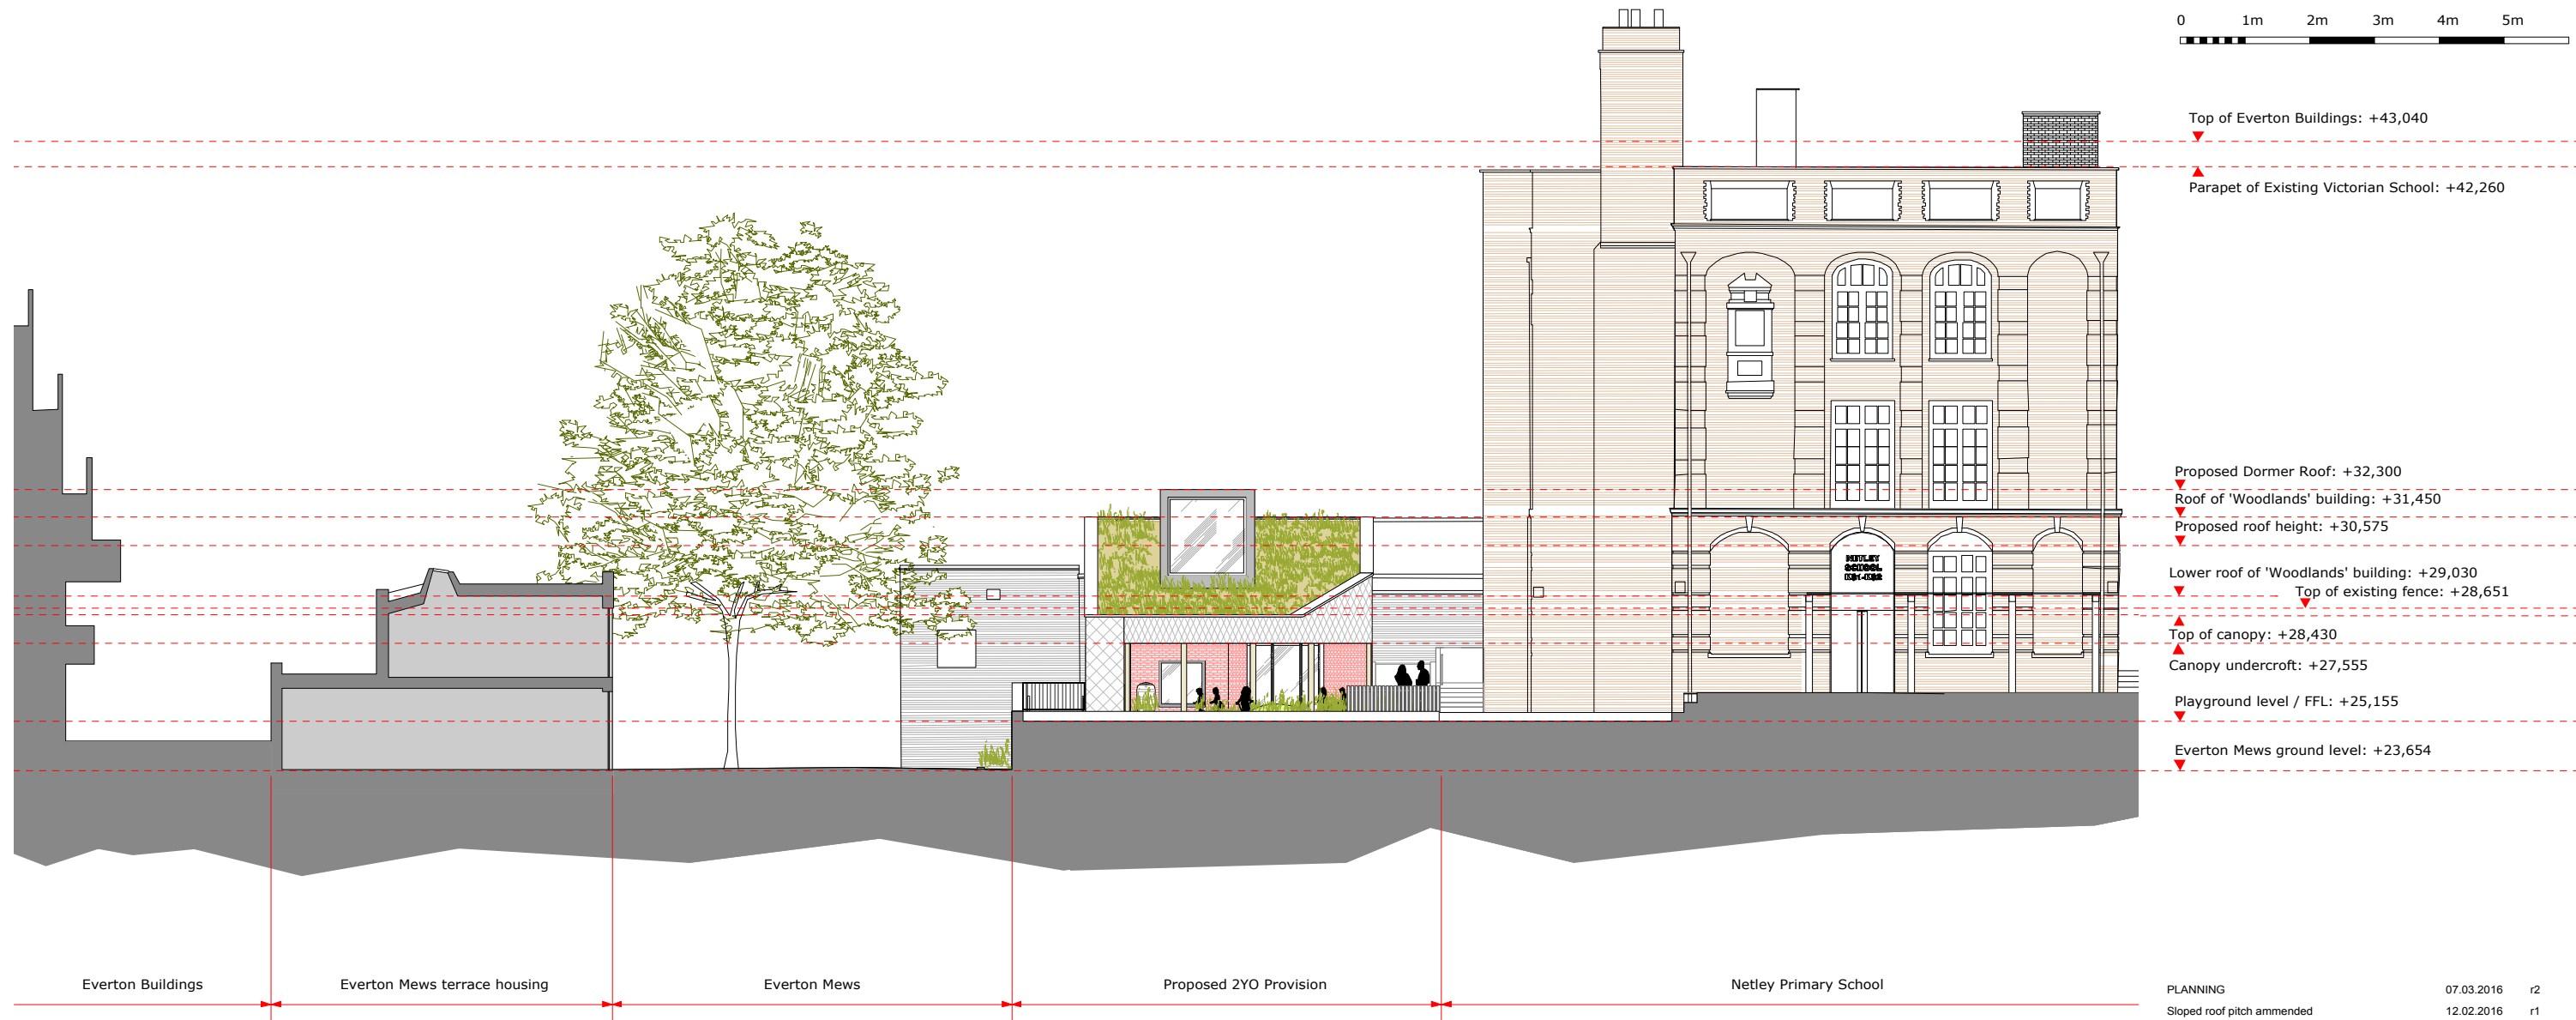 0 1m 2m 3m 4m 5m
Top of Everton Buildings: +43,040
Parapet of Existing Victorian School: +42,260
Proposed Dormer Roof: +32,300
Roof of 'Woodlands' building: +31,450
Proposed roof height: +30,575
Lower roof of 'Woodlands' building: +29,030
Top of existing fence: +28,651
Top of canopy: +28,430
Canopy undercroft: +27,555
Playground level / FFL: +25,155
Everton Mews ground level: +23,654
NETLEY
SCHOOL
Everton Buildings
Everton Mews terrace housing
Everton Mews
Proposed 2YO Provision
Netley Primary School
PLANNING 07.03.2016 r2
Sloped roof pitch ammended 12.02.2016 r1